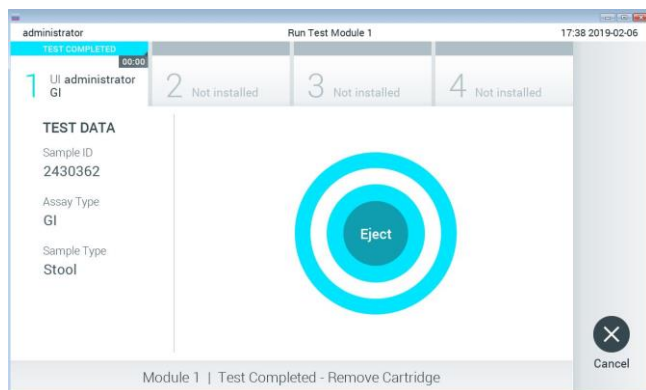 administrator
Run Test Module 1
17:38 2019-02-06
TEST COMPLETED
00:00
1
UI administrator
GI
2 Not installed
3 Not installed
4 Not installed
TEST DATA
Sample ID
2430362
Assay Type
GI
Sample Type
Stool
Eject
Cancel
Module 1 | Test Completed - Remove Cartridge